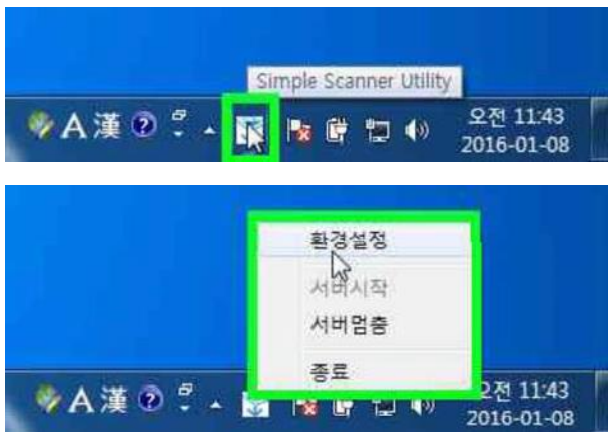 Simple Scanner Utility
A 漢 ?
오전 11:43
2016-01-08
환경설정
서버시작
서버멈춤
종료
A 漢 ?
오전 11:43
2016-01-08